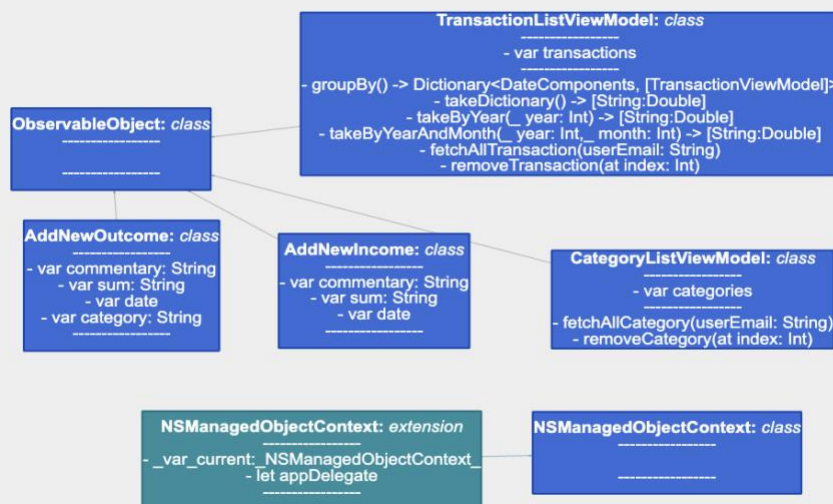 TransactionListViewModel: class
-----------------
- var transactions
-----------------
- groupBy() -> Dictionary<DateComponents, [TransactionViewModel]>
- takeDictionary() -> [String:Double]
- takeByYear(_ year: Int) -> [String:Double]
- takeByYearAndMonth(_ year: Int,_ month: Int) -> [String:Double]
- fetchAllTransaction(userEmail: String)
- removeTransaction(at index: Int)
ObservableObject: class
-----------------
-----------------
AddNewOutcome: class
-----------------
- var commentary: String
- var sum: String
- var date
- var category: String
-----------------
AddNewIncome: class
-----------------
- var commentary: String
- var sum: String
- var date
-----------------
CategoryListViewModel: class
-----------------
- var categories
-----------------
- fetchAllCategory(userEmail: String)
- removeCategory(at index: Int)
NSManagedObjectContext: extension
-----------------
- _var_current:_NSManagedObjectContext_
- let appDelegate
-----------------
NSManagedObjectContext: class
-----------------
-----------------